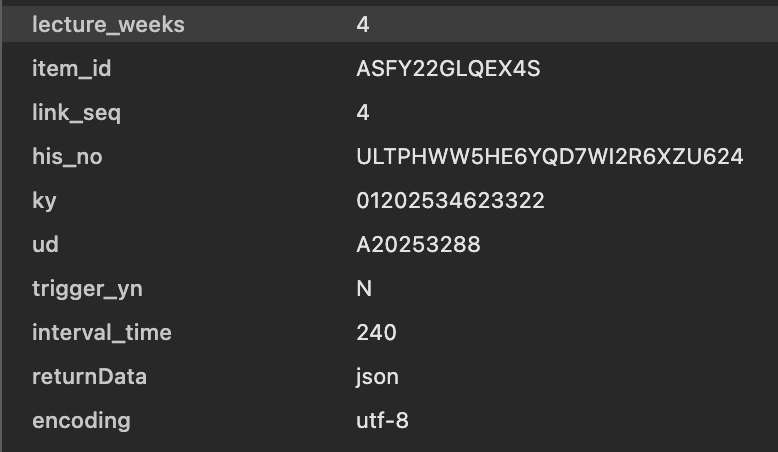 lecture_weeks 4
item_id ASFY22GLQEX4S
link_seq 4
his_no ULTPHWW5HE6YQD7WI2R6XZU624
ky 01202534623322
ud A20253288
trigger_yn N
interval_time 240
returnData json
encoding utf-8